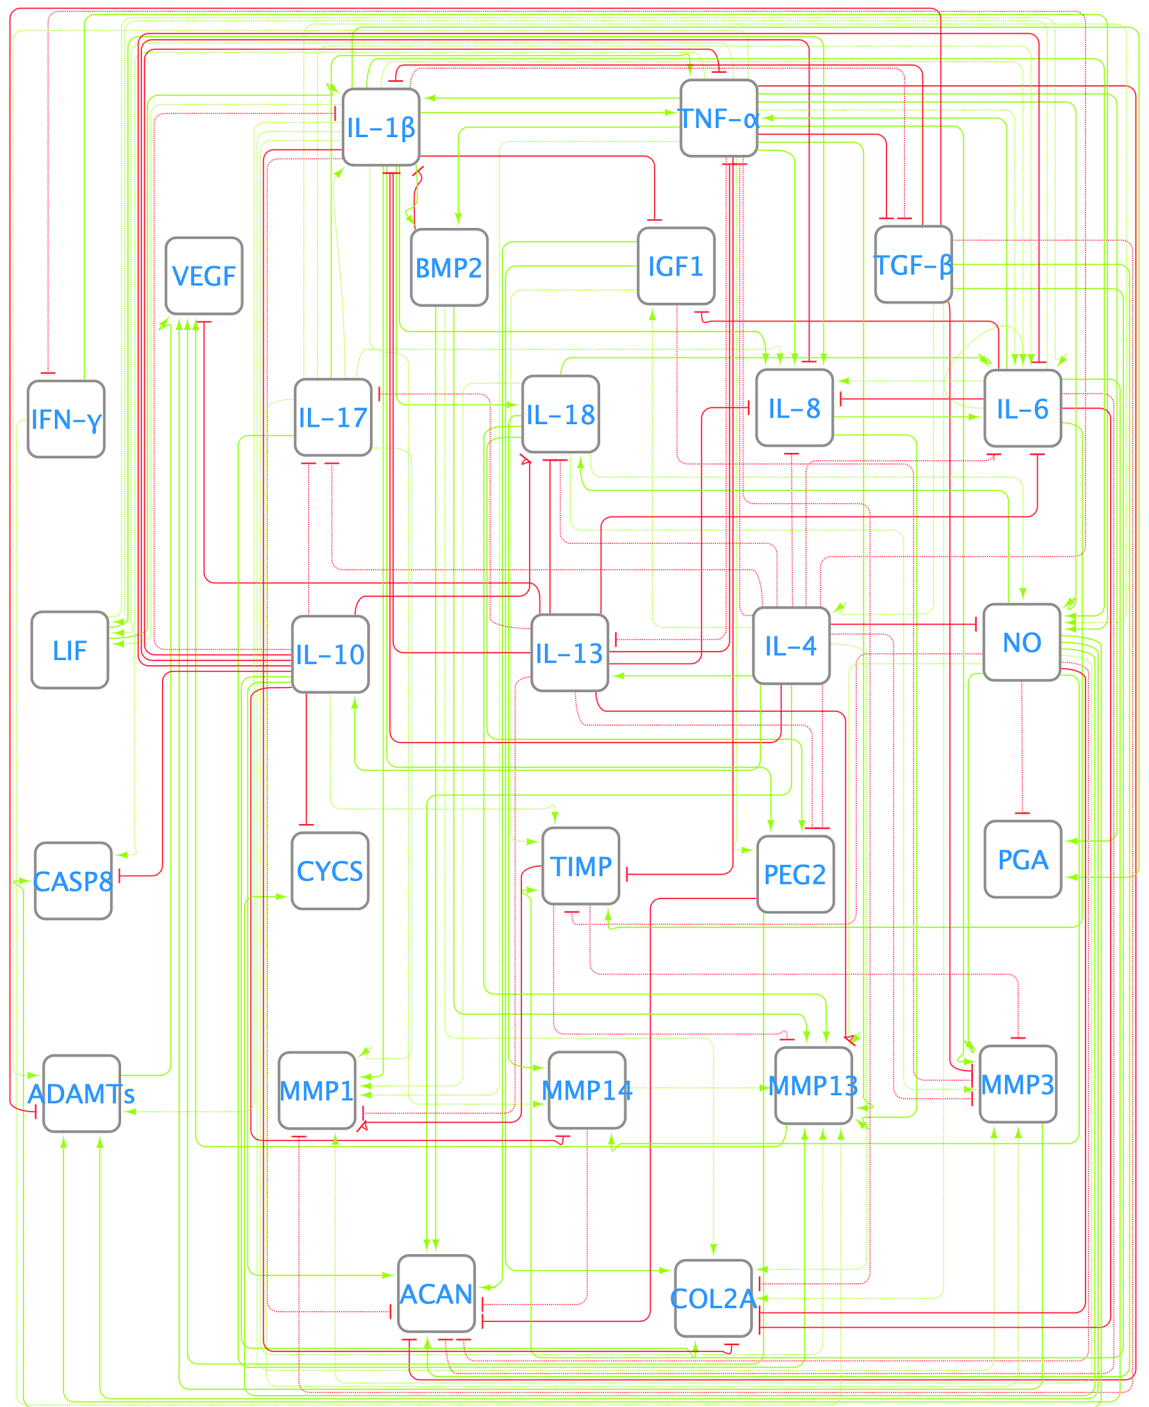 IL-1β
TNF-α
VEGF
BMP2
IGF1
TGF-β
IFN-γ
IL-17
IL-18
IL-8
IL-6
LIF
IL-10
IL-13
IL-4
NO
CASP8
CYCS
TIMP
PEG2
PGA
ADAMTs
MMP1
MMP14
MMP13
MMP3
ACAN
COL2A